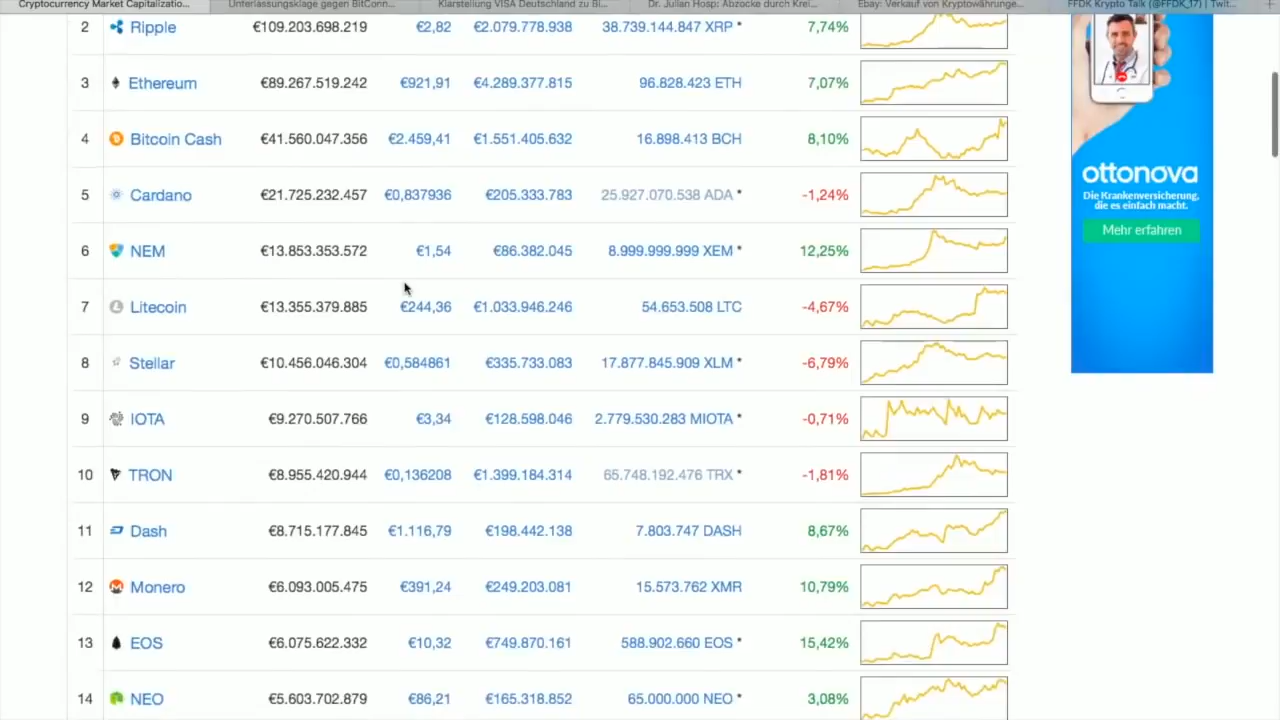 Cryptocurrency Market Capitalizatio...
Unterlassungsklage gegen BitConn...
Klarstellung VISA Deutschland zu Bi...
Dr. Julian Hosp: Abzocke durch Krei...
Ebay: Verkauf von Kryptowährunge...
FFDK Krypto Talk (@FFDK_17) | Twit...
2 Ripple €109.203.698.219 €2,82 €2.079.778.938 38.739.144.847 XRP * 7,74%
3 Ethereum €89.267.519.242 €921,91 €4.289.377.815 96.828.423 ETH 7,07%
4 Bitcoin Cash €41.560.047.356 €2.459,41 €1.551.405.632 16.898.413 BCH 8,10%
5 Cardano €21.725.232.457 €0,837936 €205.333.783 25.927.070.538 ADA * -1,24%
6 NEM €13.853.353.572 €1,54 €86.382.045 8.999.999.999 XEM * 12,25%
7 Litecoin €13.355.379.885 €244,36 €1.033.946.246 54.653.508 LTC -4,67%
8 Stellar €10.456.046.304 €0,584861 €335.733.083 17.877.845.909 XLM * -6,79%
9 IOTA €9.270.507.766 €3,34 €128.598.046 2.779.530.283 MIOTA * -0,71%
10 TRON €8.955.420.944 €0,136208 €1.399.184.314 65.748.192.476 TRX * -1,81%
11 Dash €8.715.177.845 €1.116,79 €198.442.138 7.803.747 DASH 8,67%
12 Monero €6.093.005.475 €391,24 €249.203.081 15.573.762 XMR 10,79%
13 EOS €6.075.622.332 €10,32 €749.870.161 588.902.660 EOS * 15,42%
14 NEO €5.603.702.879 €86,21 €165.318.852 65.000.000 NEO * 3,08%
ottonova
Die Krankenversicherung,
die es einfach macht.
Mehr erfahren